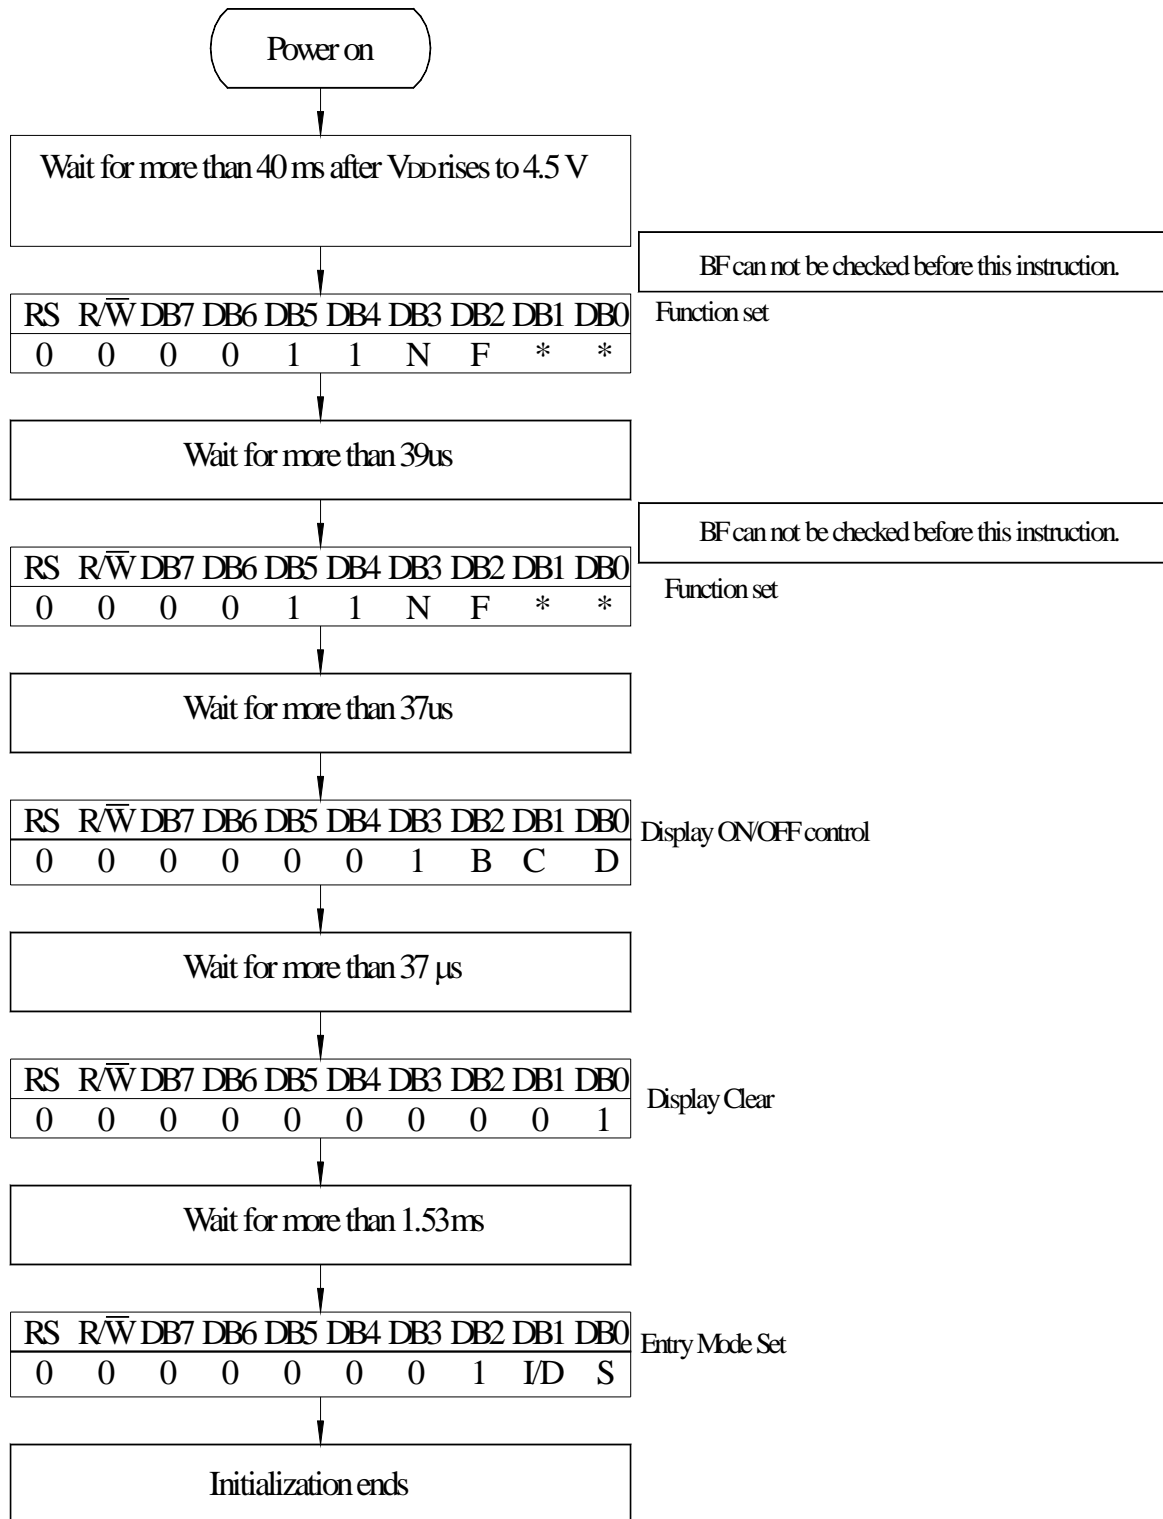 Power on
Wait for more than 40 ms after VDD rises to 4.5 V
BF can not be checked before this instruction.
RS R/W̅ DB7 DB6 DB5 DB4 DB3 DB2 DB1 DB0
Function set
0 0 0 0 1 1 N F * *
Wait for more than 39us
BF can not be checked before this instruction.
RS R/W̅ DB7 DB6 DB5 DB4 DB3 DB2 DB1 DB0
Function set
0 0 0 0 1 1 N F * *
Wait for more than 37us
RS R/W̅ DB7 DB6 DB5 DB4 DB3 DB2 DB1 DB0
Display ON/OFF control
0 0 0 0 0 0 1 B C D
Wait for more than 37 μs
RS R/W̅ DB7 DB6 DB5 DB4 DB3 DB2 DB1 DB0
Display Clear
0 0 0 0 0 0 0 0 0 1
Wait for more than 1.53ms
RS R/W̅ DB7 DB6 DB5 DB4 DB3 DB2 DB1 DB0
Entry Mode Set
0 0 0 0 0 0 0 1 I/D S
Initialization ends